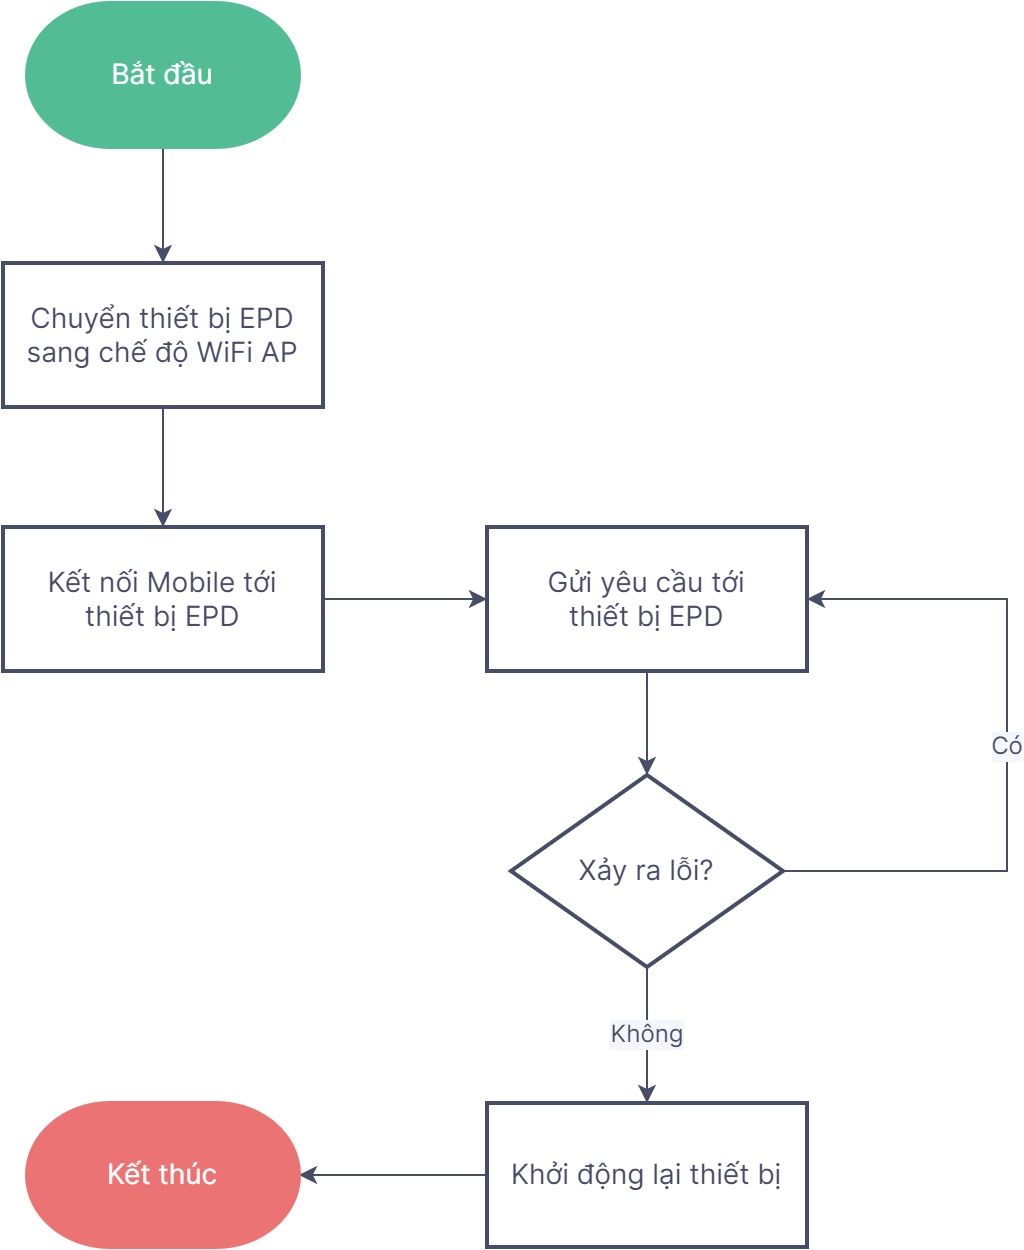 Bắt đầu
Chuyển thiết bị EPD
sang chế độ WiFi AP
Kết nối Mobile tới
thiết bị EPD
Gửi yêu cầu tới
thiết bị EPD
Có
Xảy ra lỗi?
Không
Khởi động lại thiết bị
Kết thúc